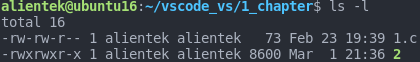 alientek@ubuntu16:~/vscode_vs/1_chapter$ ls -l
total 16
-rw-rw-r-- 1 alientek alientek   73 Feb 23 19:39 1.c
-rwxrwxr-x 1 alientek alientek 8600 Mar  1 21:36 2